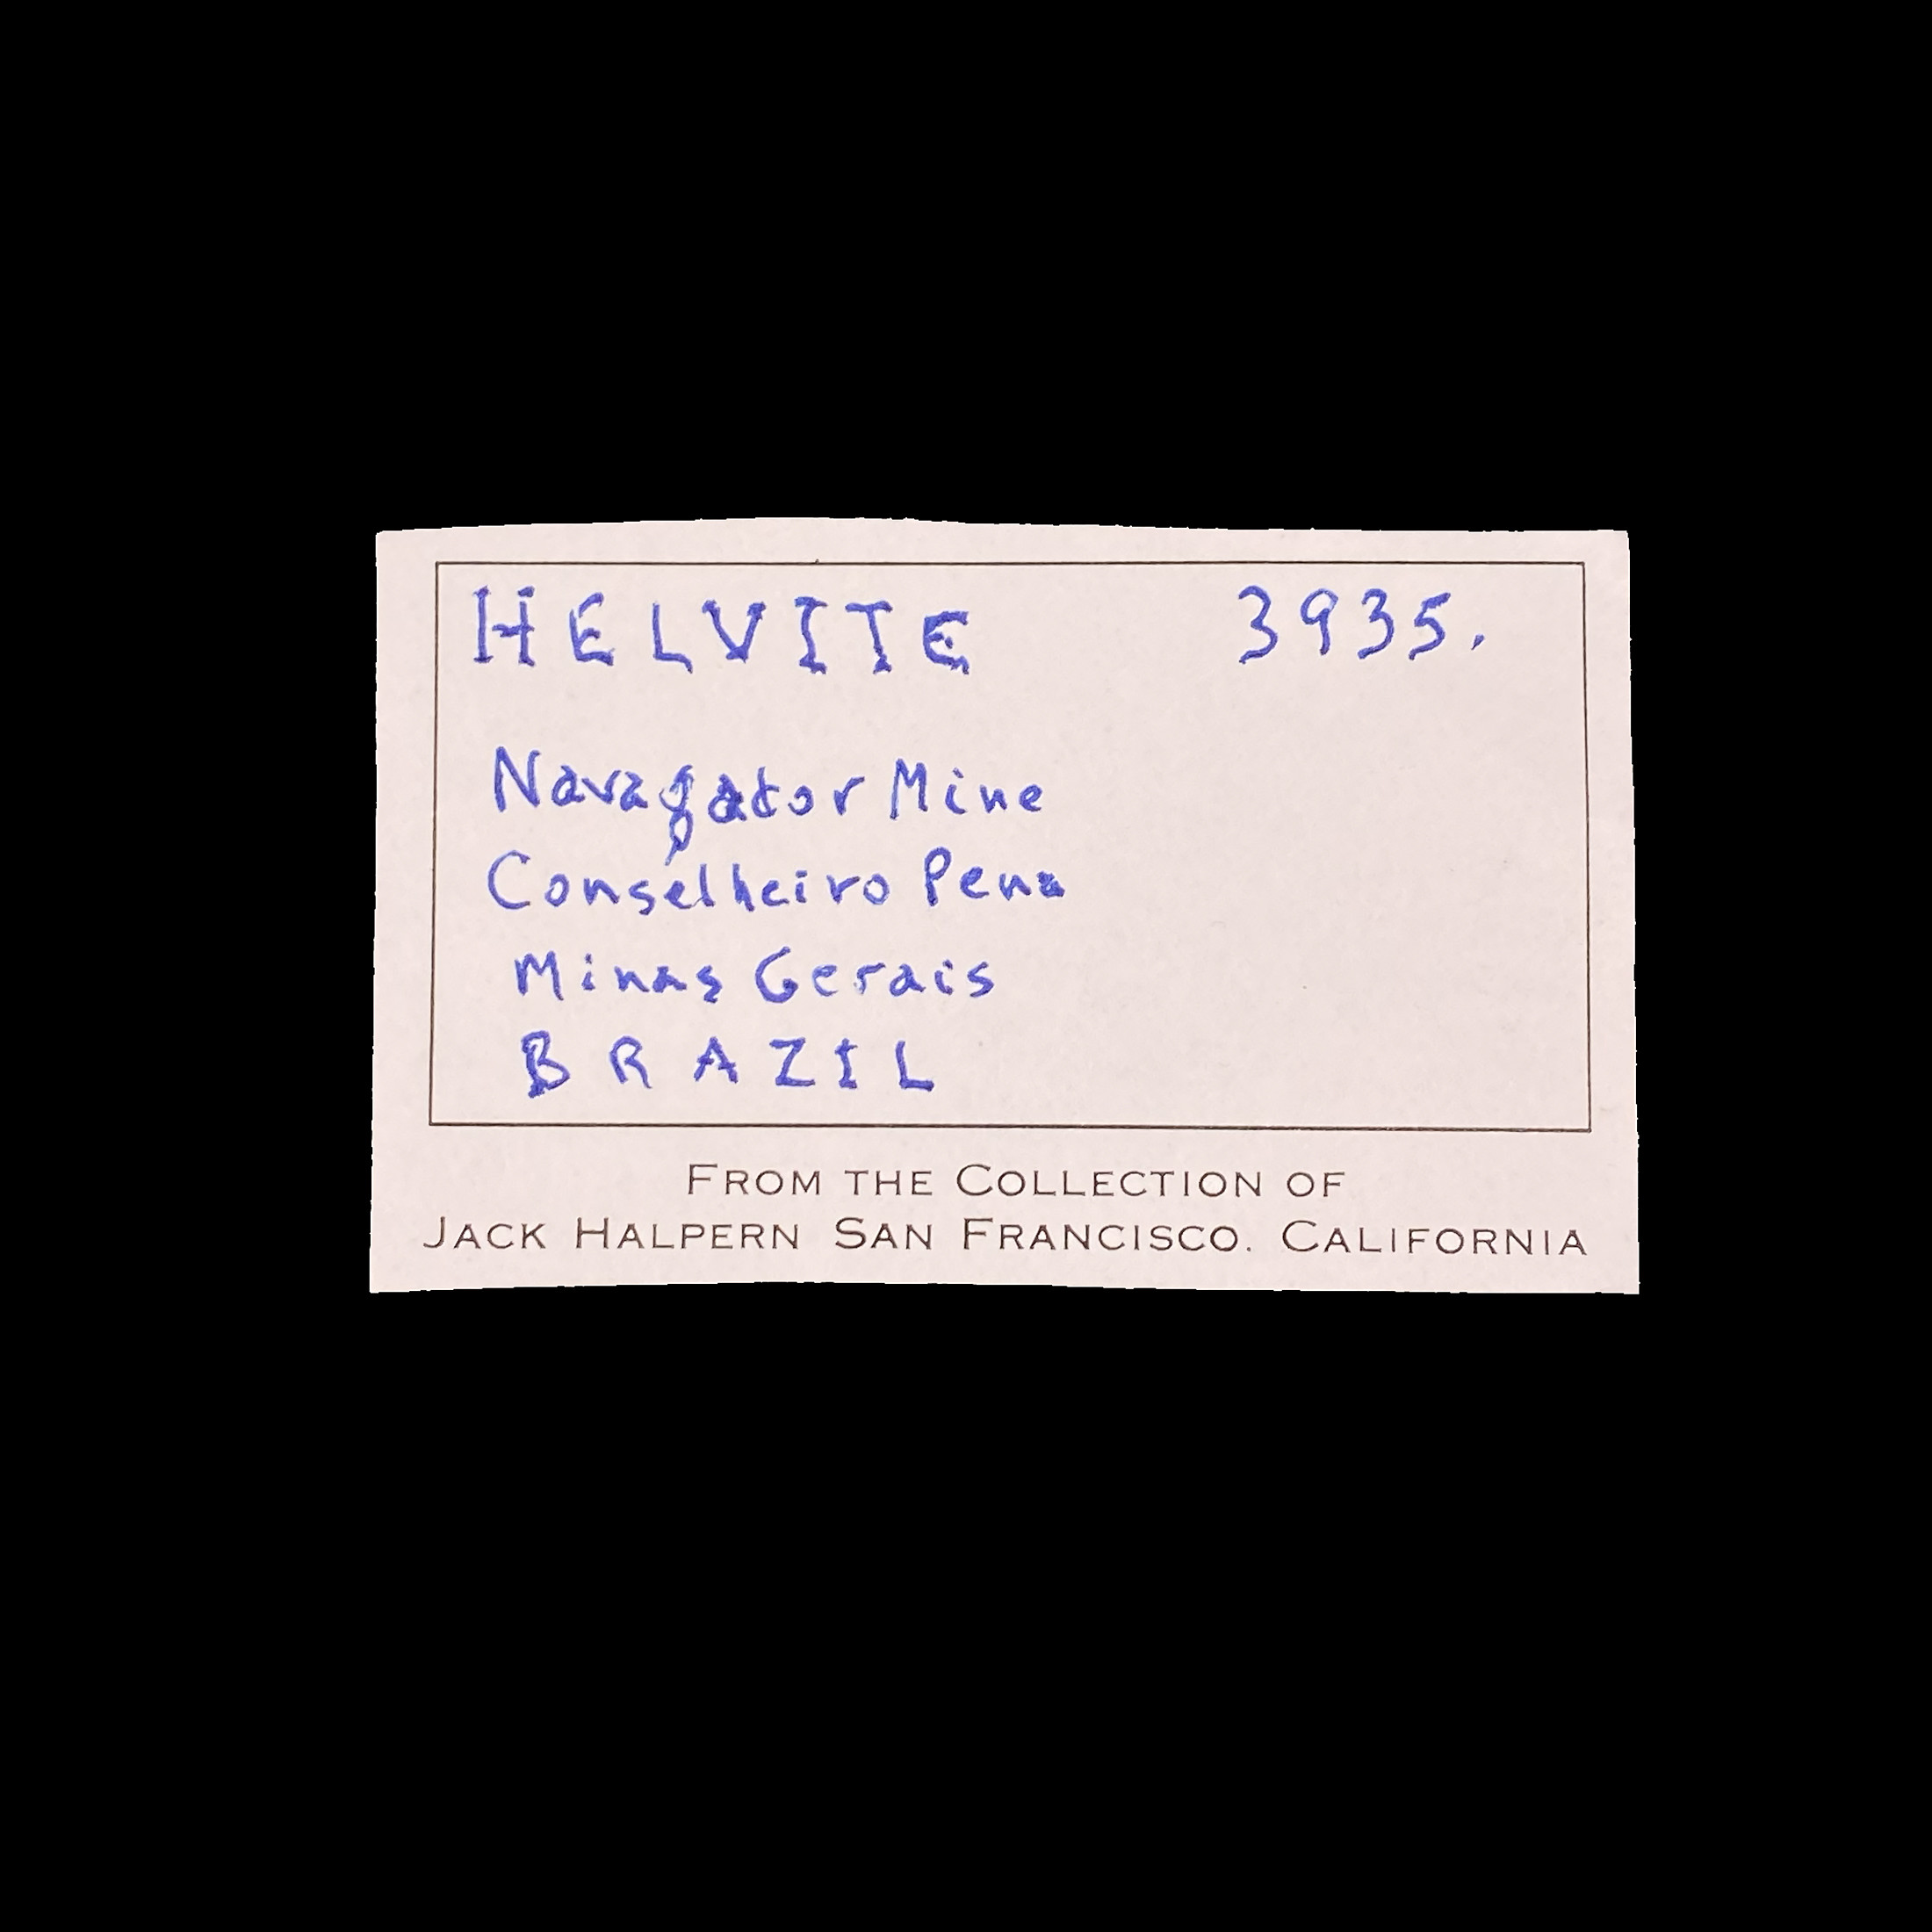 HELVITE 3935.
Navagator Mine
Conselheiro Pena
Minas Gerais
BRAZIL
FROM THE COLLECTION OF
JACK HALPERN SAN FRANCISCO. CALIFORNIA